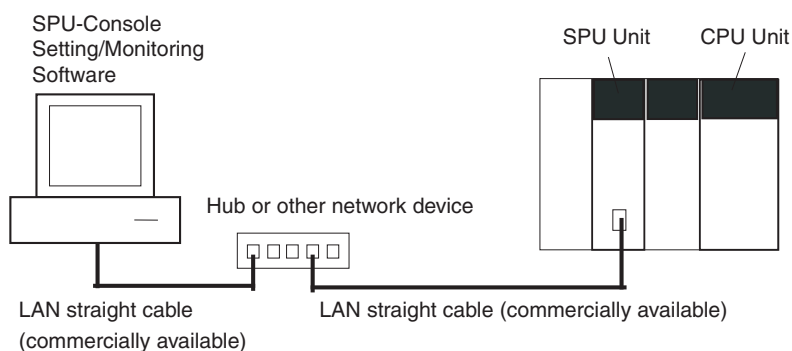 SPU-Console
Setting/Monitoring
Software
SPU Unit
CPU Unit
Hub or other network device
LAN straight cable
(commercially available)
LAN straight cable (commercially available)